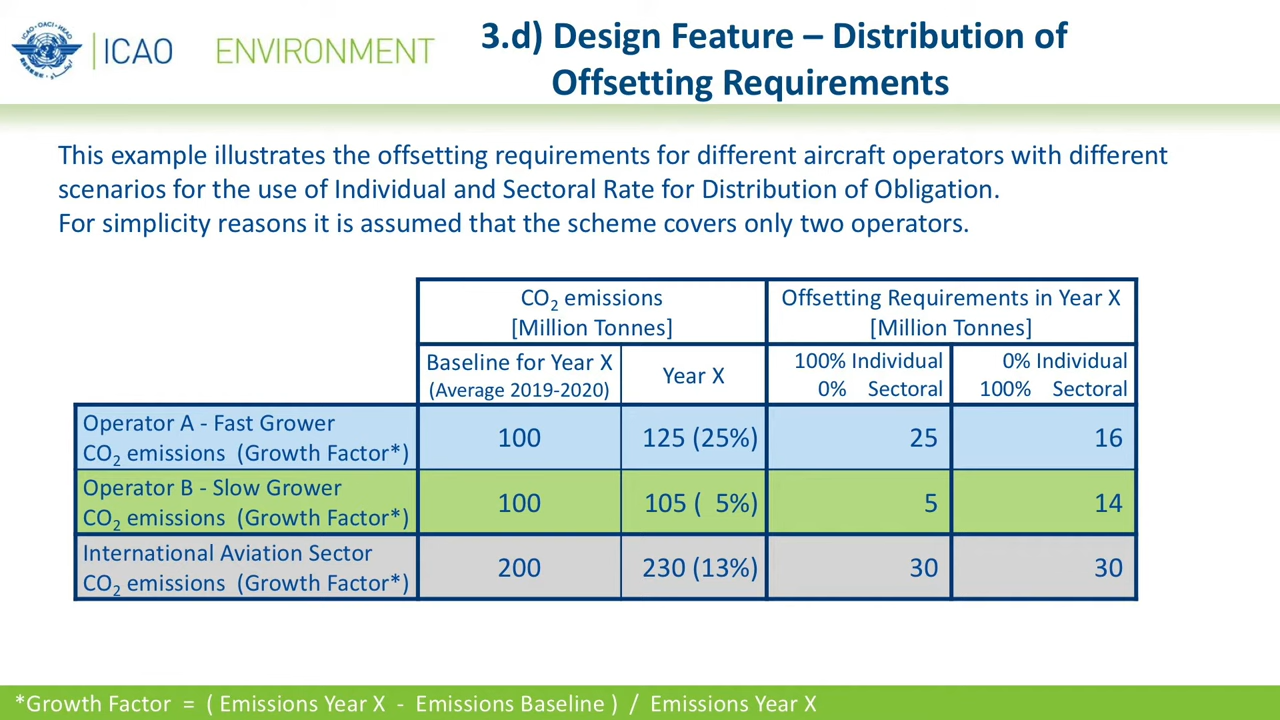 ICAO
ENVIRONMENT
3.d) Design Feature – Distribution of
Offsetting Requirements
This example illustrates the offsetting requirements for different aircraft operators with different
scenarios for the use of Individual and Sectoral Rate for Distribution of Obligation.
For simplicity reasons it is assumed that the scheme covers only two operators.
CO₂ emissions
[Million Tonnes]
Offsetting Requirements in Year X
[Million Tonnes]
Baseline for Year X
(Average 2019-2020)
Year X
100% Individual
0% Sectoral
0% Individual
100% Sectoral
Operator A - Fast Grower
CO₂ emissions (Growth Factor*)
100
125 (25%)
25
16
Operator B - Slow Grower
CO₂ emissions (Growth Factor*)
100
105 ( 5%)
5
14
International Aviation Sector
CO₂ emissions (Growth Factor*)
200
230 (13%)
30
30
*Growth Factor = ( Emissions Year X - Emissions Baseline ) / Emissions Year X